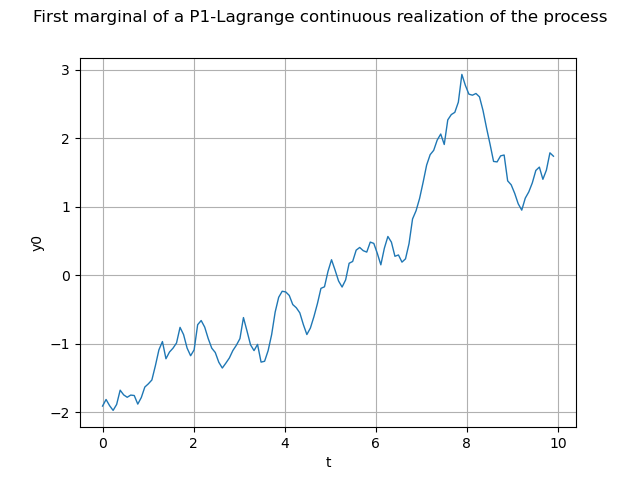 First marginal of a P1-Lagrange continuous realization of the process
3
2
1
0
−1
−2
y0
0 2 4 6 8 10
t